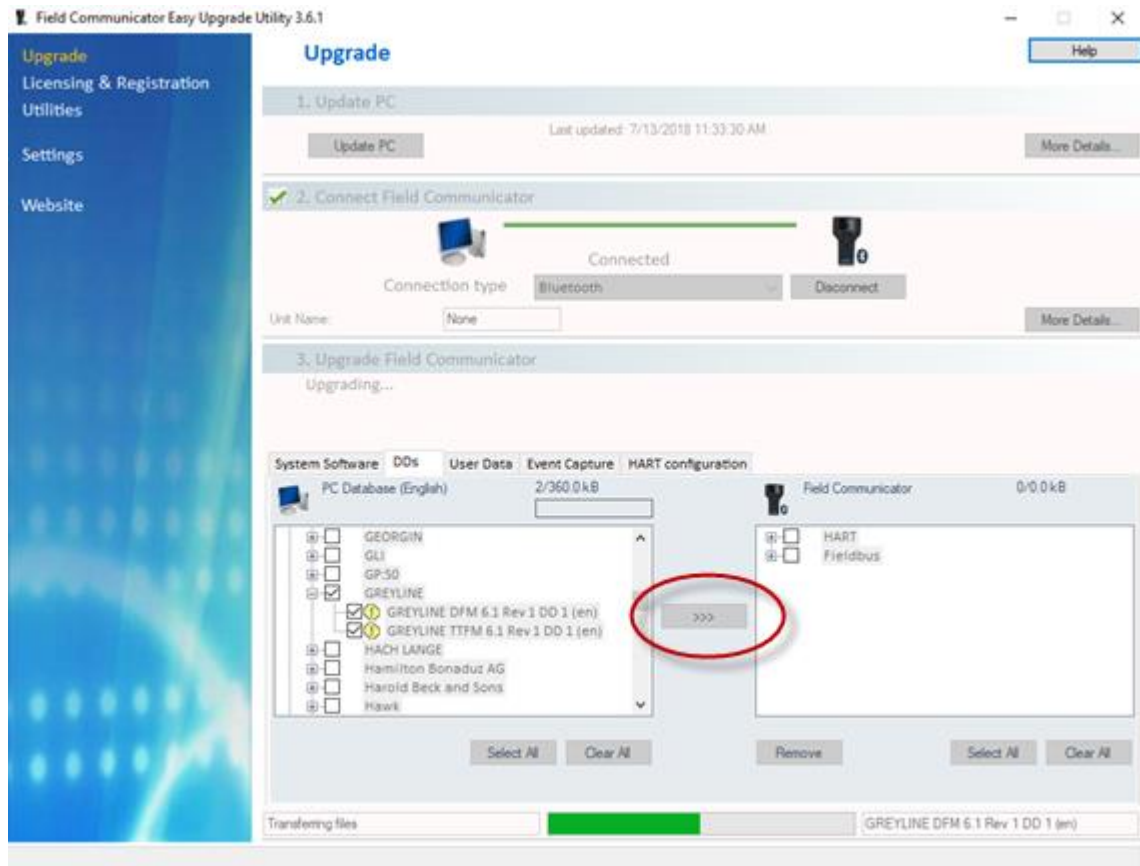 Field Communicator Easy Upgrade Utility 3.6.1
Upgrade
Licensing & Registration
Utilities
Settings
Website
Upgrade
Help
1. Update PC
Update PC
Last updated: 7/13/2018 11:33:30 AM
More Details...
2. Connect Field Communicator
Connected
Connection type
Bluetooth
Disconnect
Unit Name:
None
More Details...
3. Upgrade Field Communicator
Upgrading...
System Software DDs User Data Event Capture HART configuration
PC Database (English) 2/360.0 kB
Field Communicator 0/0.0 kB
GEORGIN
GLI
GP:50
GREYLINE
GREYLINE DFM 6.1 Rev 1 DD 1 (en)
GREYLINE TTFM 6.1 Rev 1 DD 1 (en)
HACH LANGE
Hamilton Bonaduz AG
Harold Beck and Sons
Hawk
>>>
HART
Fieldbus
Select All Clear All
Remove Select All Clear All
Transferring files
GREYLINE DFM 6.1 Rev 1 DD 1 (en)